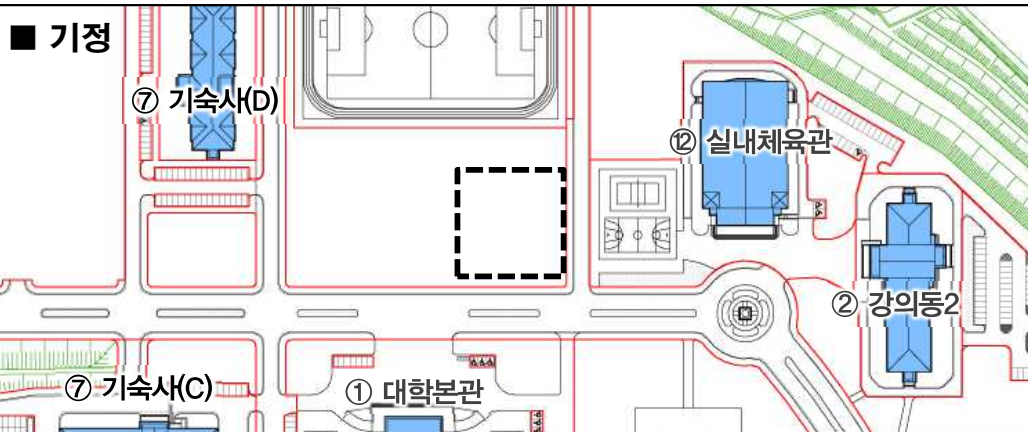 ■ 기정
⑦ 기숙사(D)
⑫ 실내체육관
② 강의동2
⑦ 기숙사(C)
① 대학본관